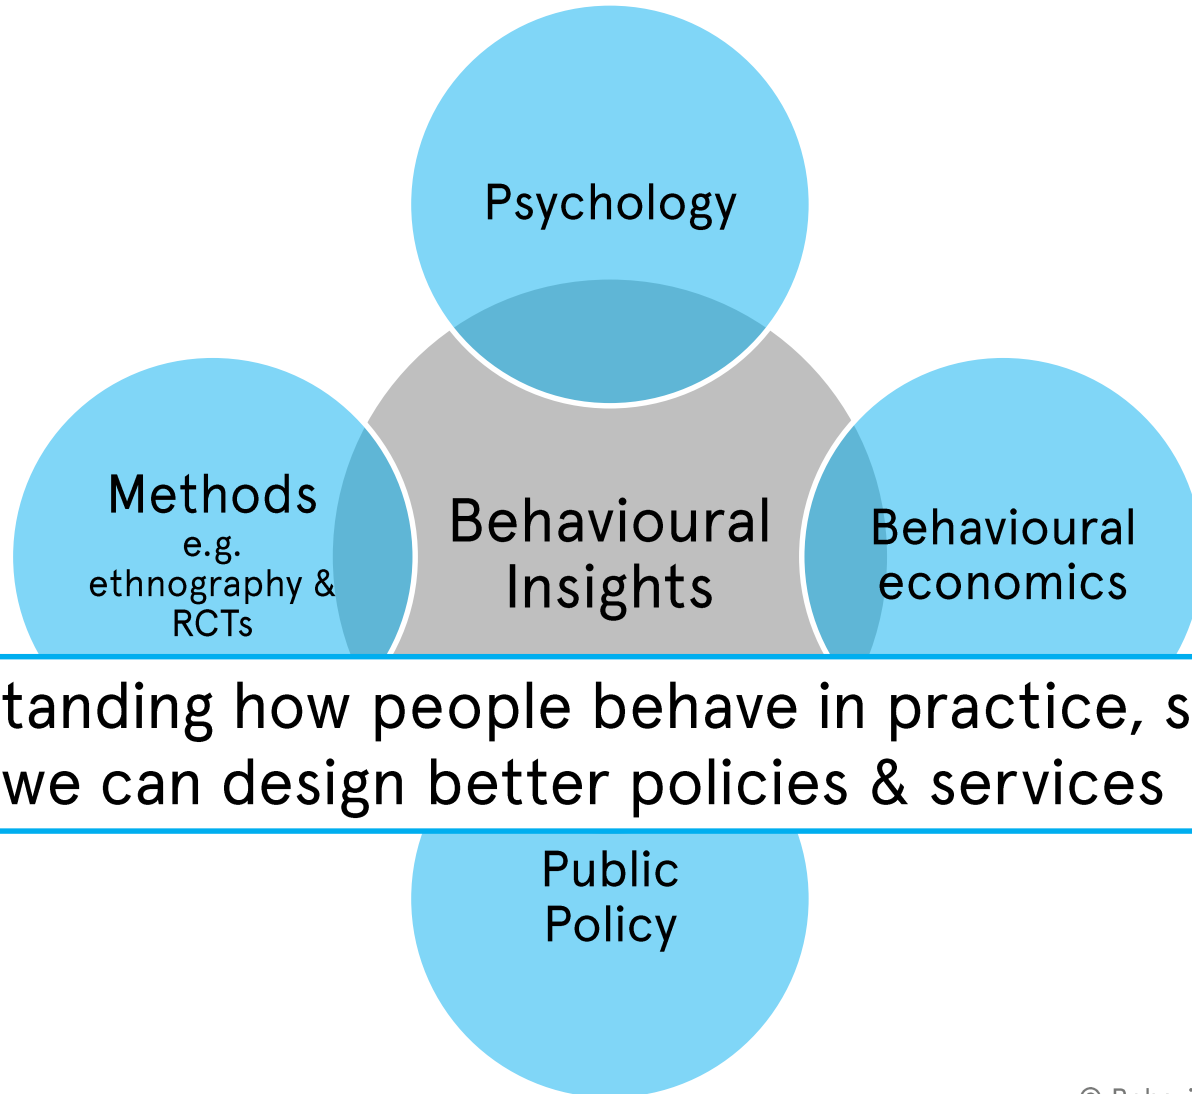 Psychology
Methods
e.g.
ethnography &
RCTs
Behavioural
Insights
Behavioural
economics
tanding how people behave in practice, s
we can design better policies & services
Public
Policy
©